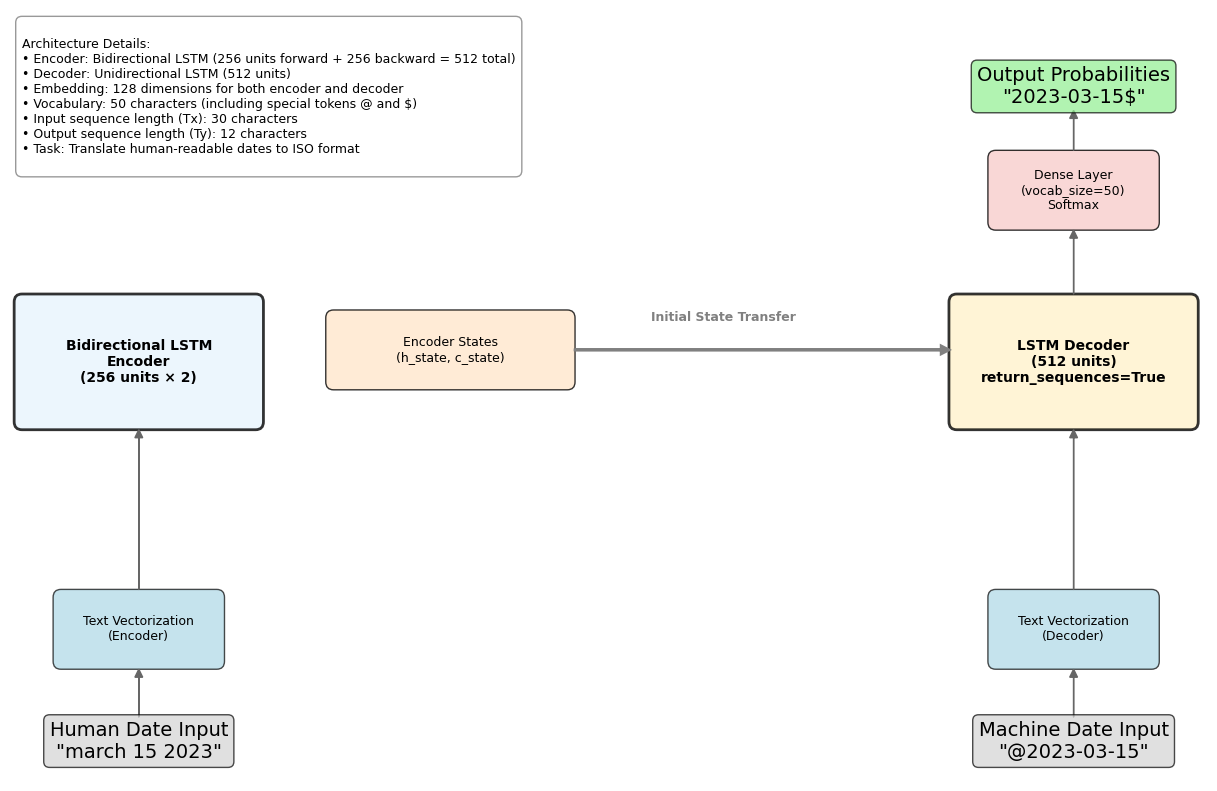 Architecture Details:
• Encoder: Bidirectional LSTM (256 units forward + 256 backward = 512 total)
• Decoder: Unidirectional LSTM (512 units)
• Embedding: 128 dimensions for both encoder and decoder
• Vocabulary: 50 characters (including special tokens @ and $)
• Input sequence length (Tx): 30 characters
• Output sequence length (Ty): 12 characters
• Task: Translate human-readable dates to ISO format
Output Probabilities
"2023-03-15$"
Dense Layer
(vocab_size=50)
Softmax
Bidirectional LSTM
Encoder
(256 units × 2)
Encoder States
(h_state, c_state)
Initial State Transfer
LSTM Decoder
(512 units)
return_sequences=True
Text Vectorization
(Encoder)
Text Vectorization
(Decoder)
Human Date Input
"march 15 2023"
Machine Date Input
"@2023-03-15"